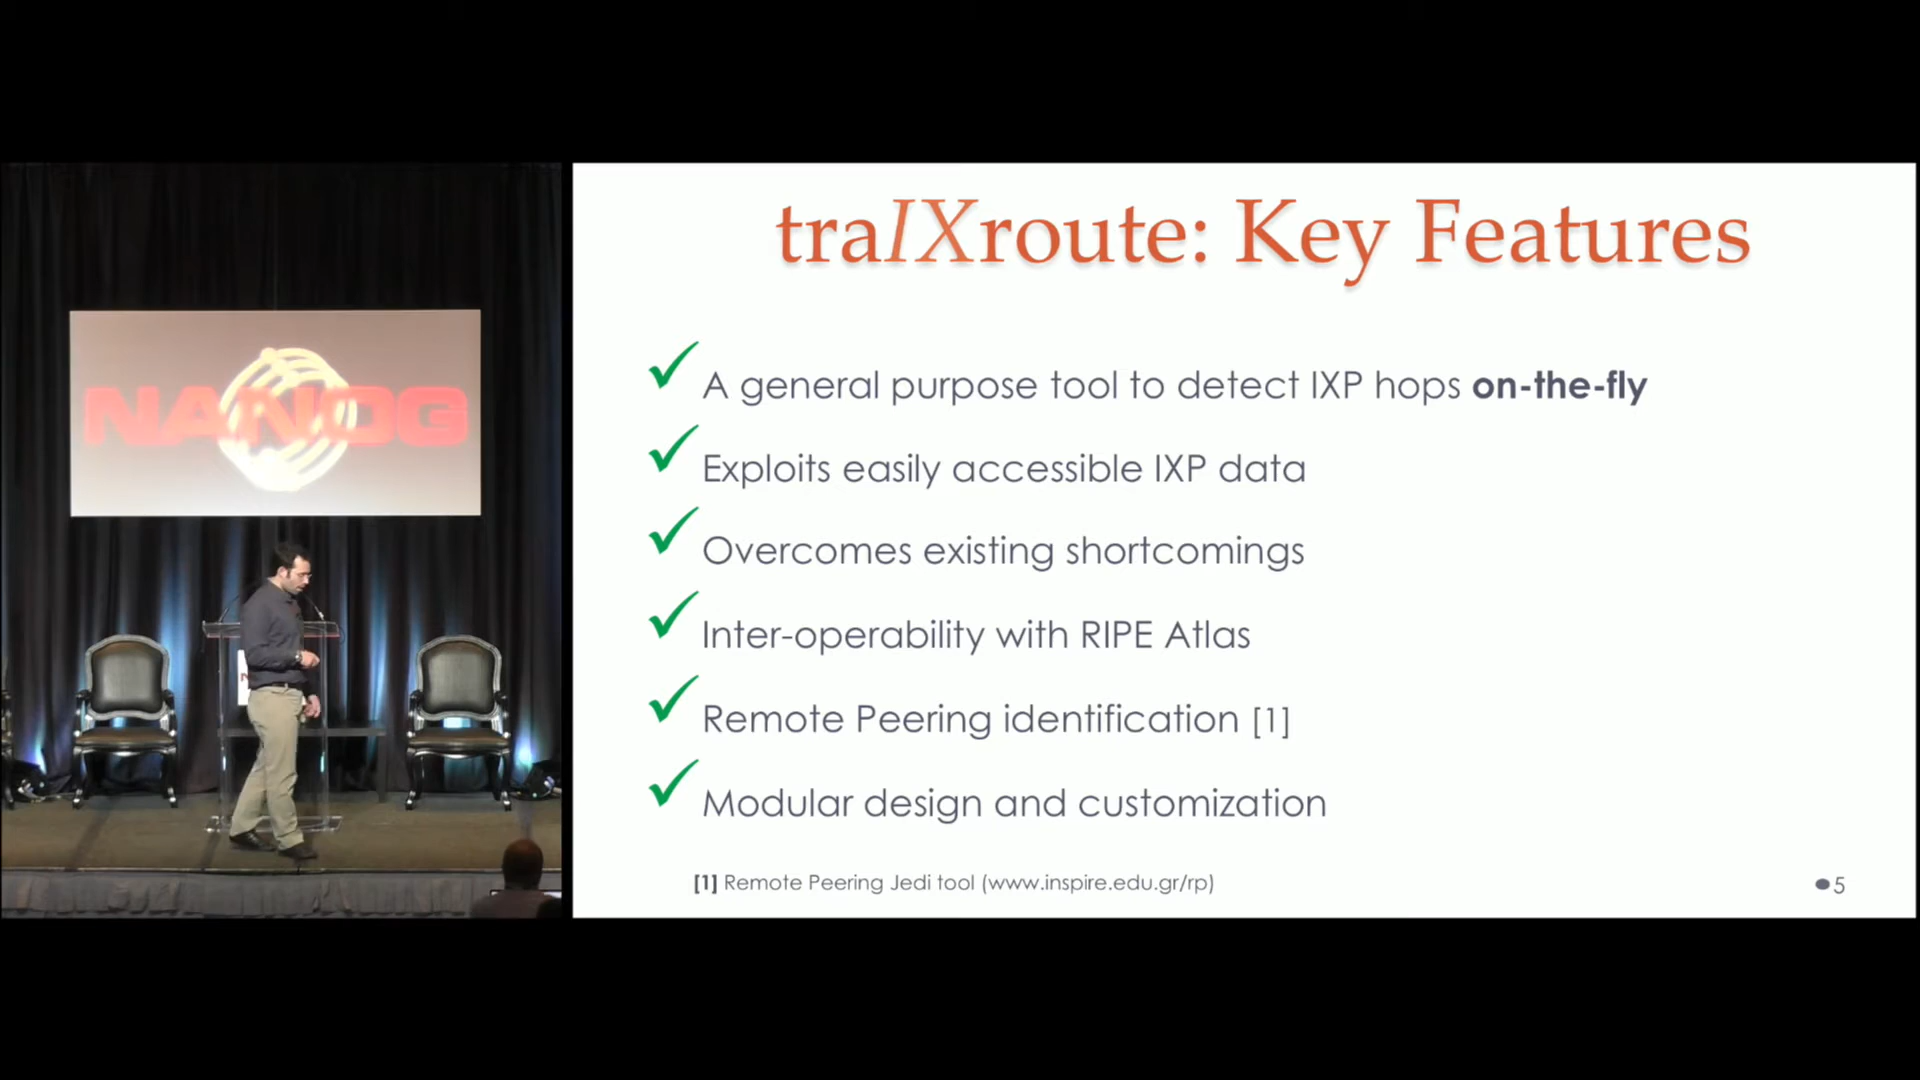 NANOG
traIXroute: Key Features
A general purpose tool to detect IXP hops on-the-fly
Exploits easily accessible IXP data
Overcomes existing shortcomings
Inter-operability with RIPE Atlas
Remote Peering identification [1]
Modular design and customization
[1] Remote Peering Jedi tool (www.inspire.edu.gr/rp)
5